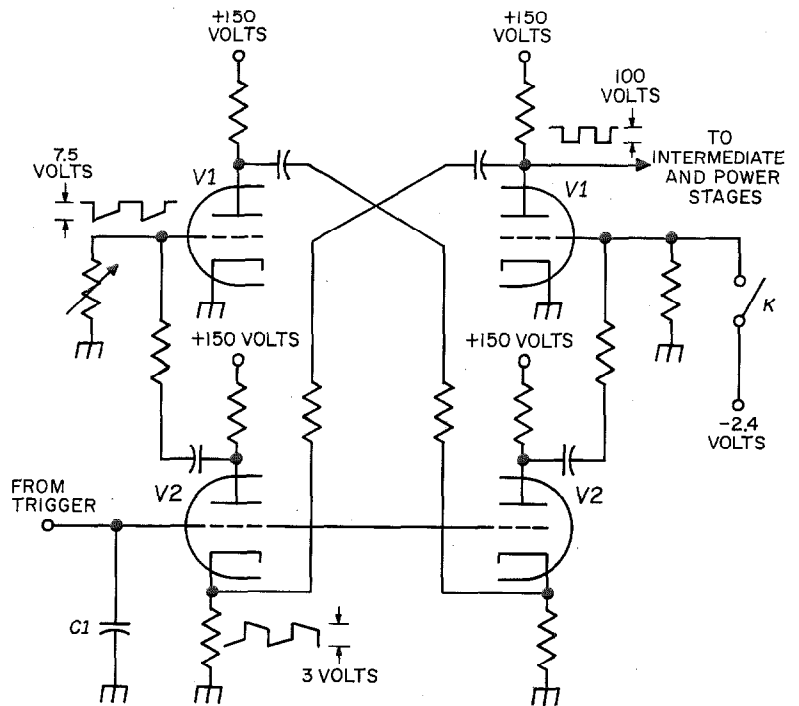 +150
VOLTS
+150
VOLTS
100
VOLTS
TO
INTERMEDIATE
AND POWER
STAGES
7.5
VOLTS
V1
V1
K
+150 VOLTS
+150 VOLTS
-2.4
VOLTS
FROM
TRIGGER
V2
V2
C1
3 VOLTS